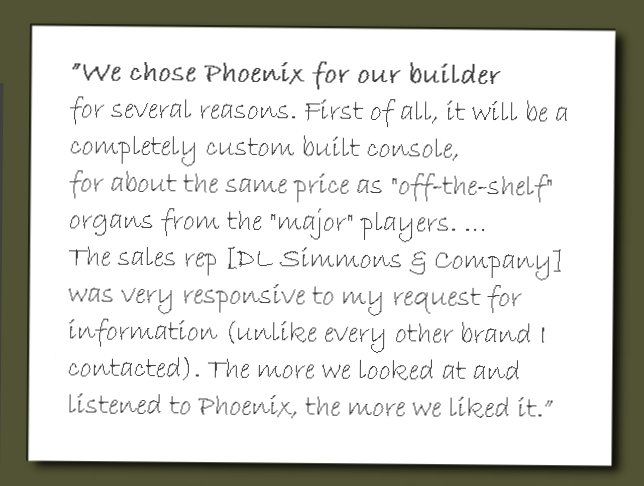 "We chose Phoenix for our builder
for several reasons. First of all, it will be a
completely custom built console,
for about the same price as "off-the-shelf"
organs from the "major" players. ...
The sales rep [DL Simmons & Company]
was very responsive to my request for
information (unlike every other brand I
contacted). The more we looked at and
listened to Phoenix, the more we liked it."